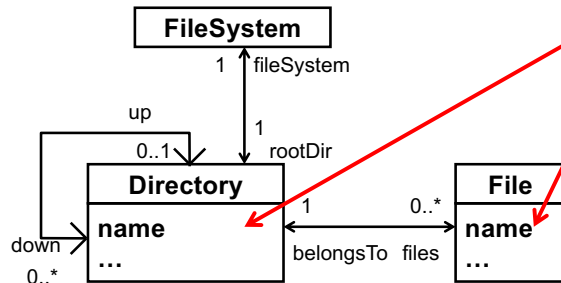 FileSystem
1 fileSystem
up
1
0..1 rootDir
Directory File
1 0..*
name name
down belongsTo files
... ...
0..*